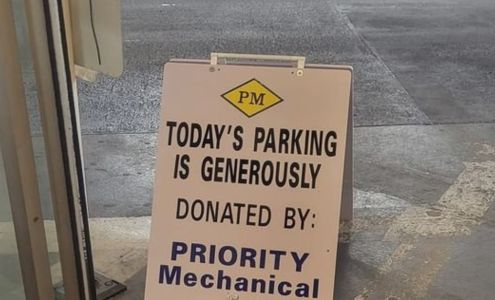 PM
TODAY'S PARKING
IS GENEROUSLY
DONATED BY:
PRIORITY
Mechanical